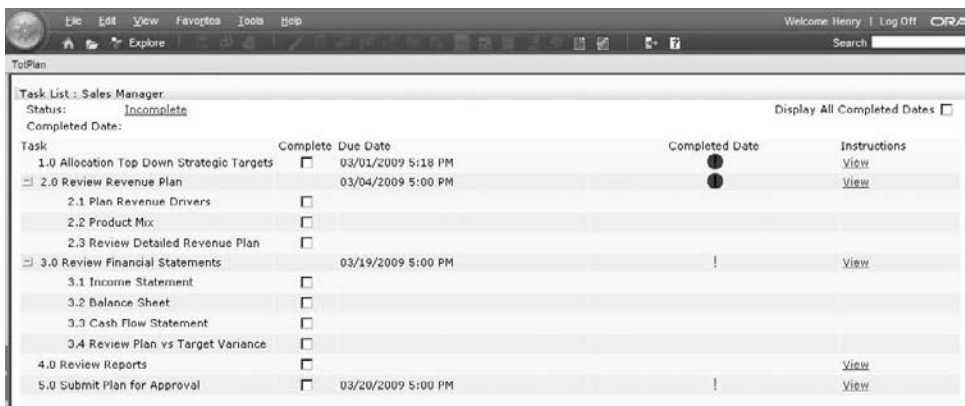 File Edit View Favorites Tools Help Welcome Henry | Log Off ORA
Explore Search
TotPlan
Task List : Sales Manager
Status: Incomplete Display All Completed Dates
Completed Date:
Task Complete Due Date Completed Date Instructions
1.0 Allocation Top Down Strategic Targets 03/01/2009 5:18 PM View
2.0 Review Revenue Plan 03/04/2009 5:00 PM View
2.1 Plan Revenue Drivers
2.2 Product Mix
2.3 Review Detailed Revenue Plan
3.0 Review Financial Statements 03/19/2009 5:00 PM ! View
3.1 Income Statement
3.2 Balance Sheet
3.3 Cash Flow Statement
3.4 Review Plan vs Target Variance
4.0 Review Reports View
5.0 Submit Plan for Approval 03/20/2009 5:00 PM ! View